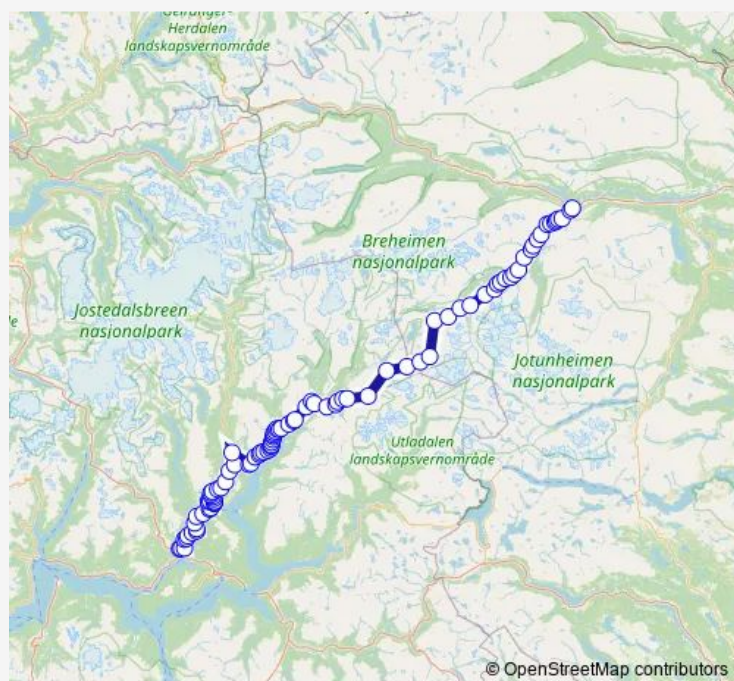 Herdalen
landskapsvernområde
Breheimen
nasjonalpark
Jostedalsbreen
nasjonalpark
Jotunheimen
nasjonalpark
Utladalen
landskapsvernområde
© OpenStreetMap contributors